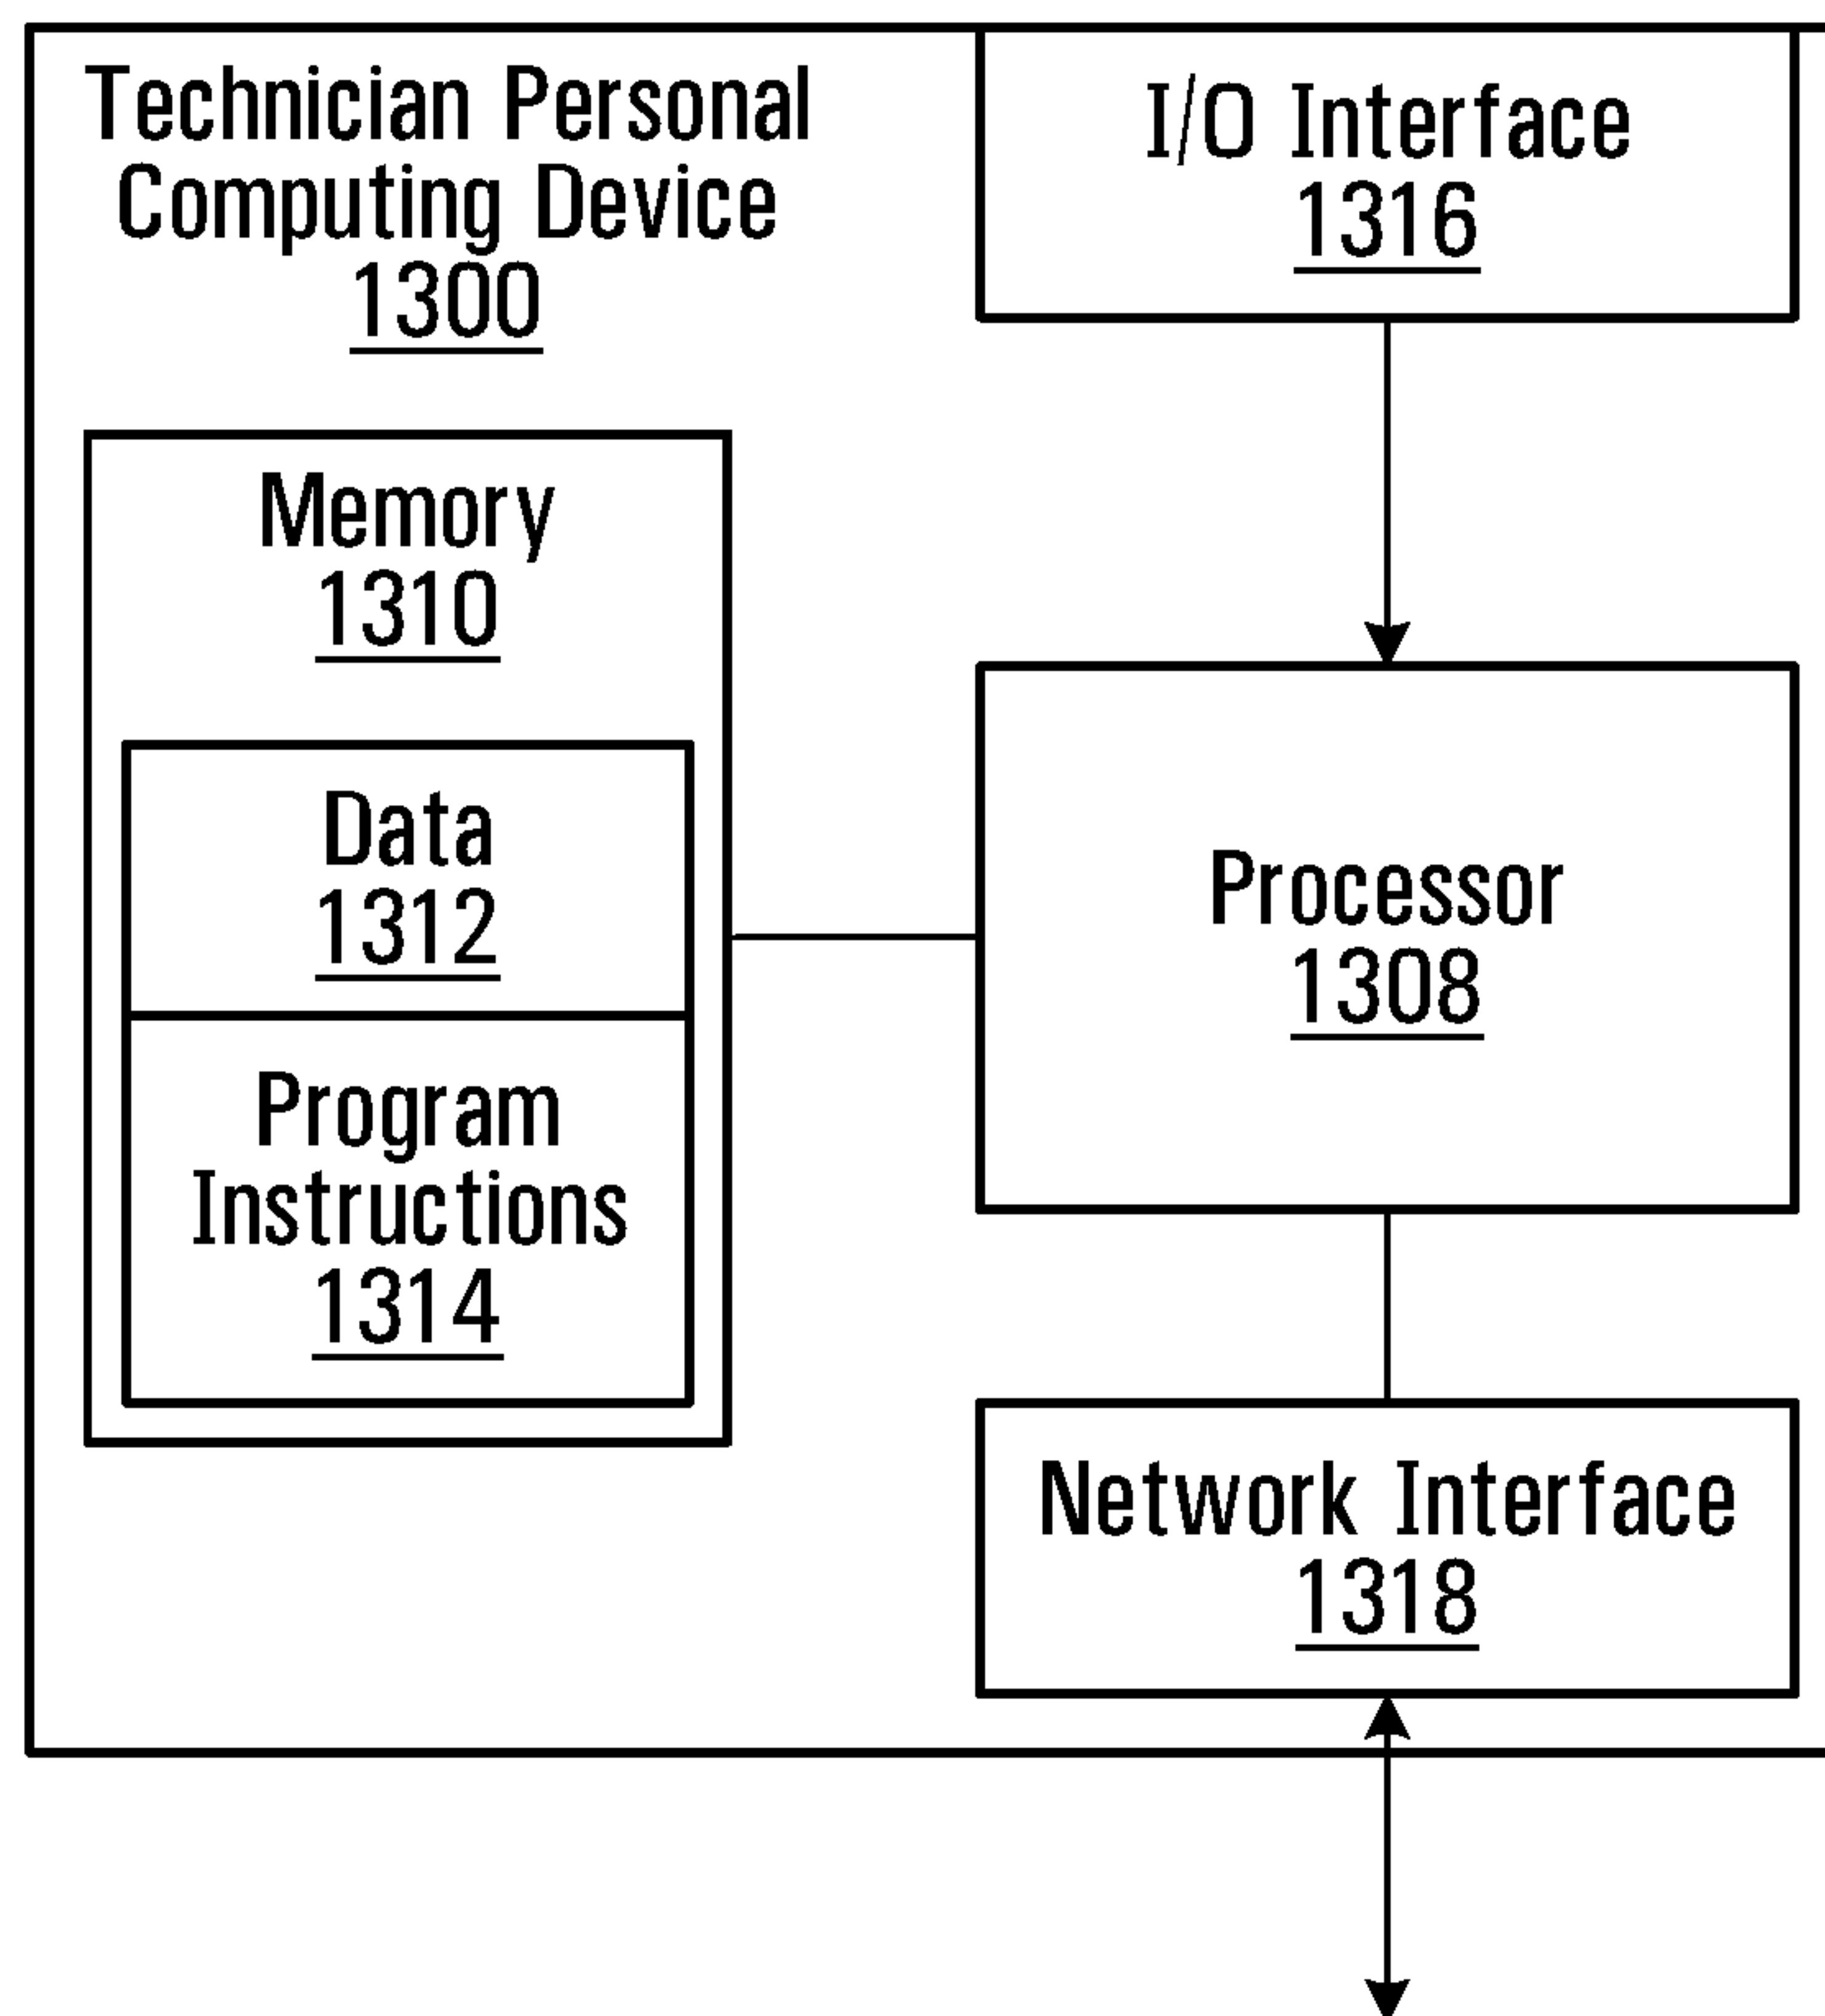 Technician Personal
Computing Device
1300
I/O Interface
1316
Memory
1310
Data
1312
Program
Instructions
1314
Processor
1308
Network Interface
1318